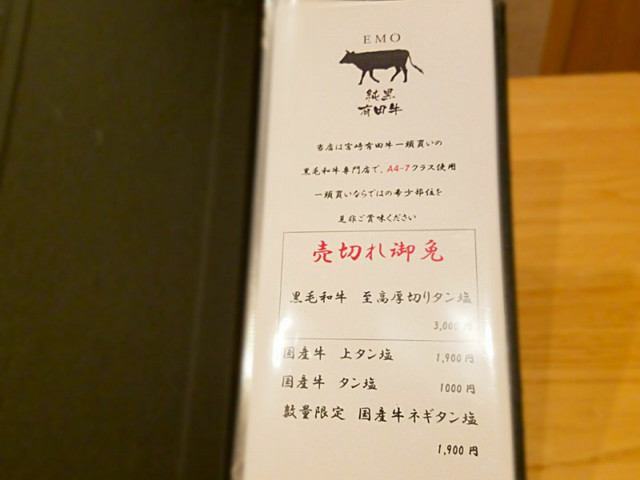 EMO
純黒
有田牛
当店は宮崎有田牛一頭買いの
黒毛和牛専門店で、A4-7クラス使用
一頭買いならではの希少部位を
是非ご賞味ください
売切れ御免
黒毛和牛 至高厚切りタン塩
3,000円
国産牛 上タン塩 1,900円
国産牛 タン塩 1000円
数量限定 国産牛ネギタン塩
1,900円